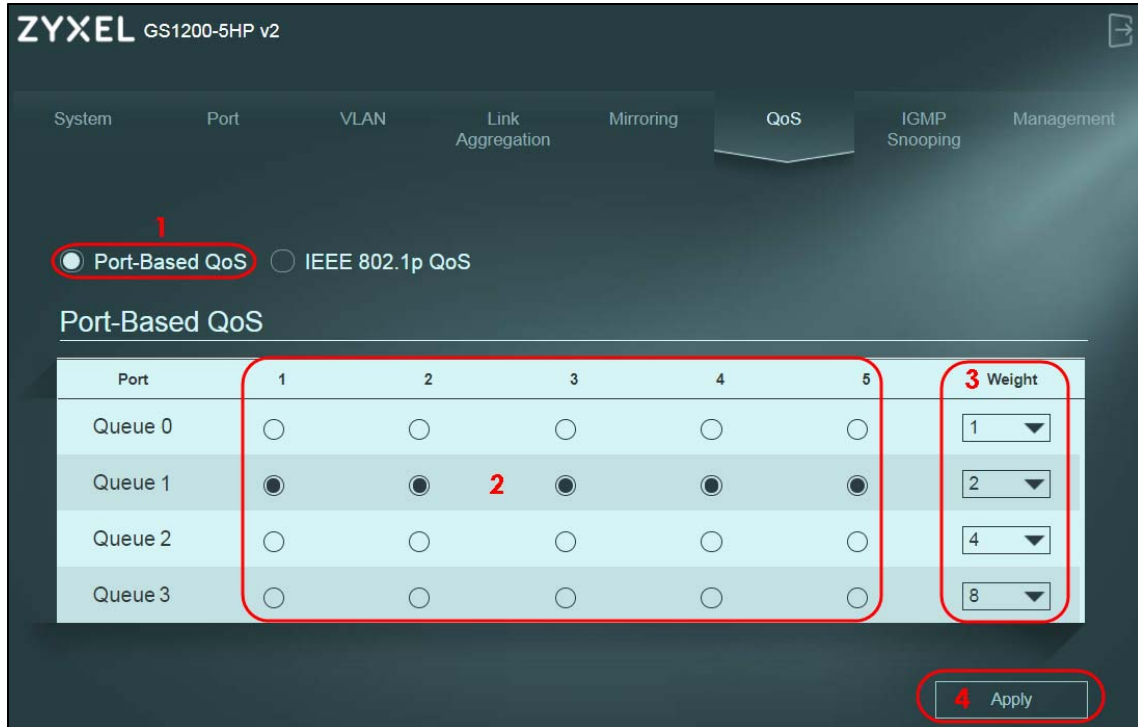 ZYXEL GS1200-5HP v2
System Port VLAN Link Aggregation Mirroring QoS IGMP Snooping Management
1
Port-Based QoS IEEE 802.1p QoS
Port-Based QoS
Port 1 2 3 4 5 3 Weight
Queue 0 1
Queue 1 2 2
Queue 2 4
Queue 3 8
4 Apply